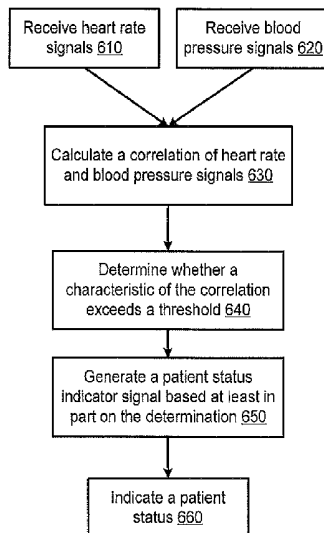 Receive heart rate
signals 610
Receive blood
pressure signals 620
Calculate a correlation of heart rate
and blood pressure signals 630
Determine whether a
characteristic of the correlation
exceeds a threshold 640
Generate a patient status
indicator signal based at least in
part on the determination 650
Indicate a patient
status 660